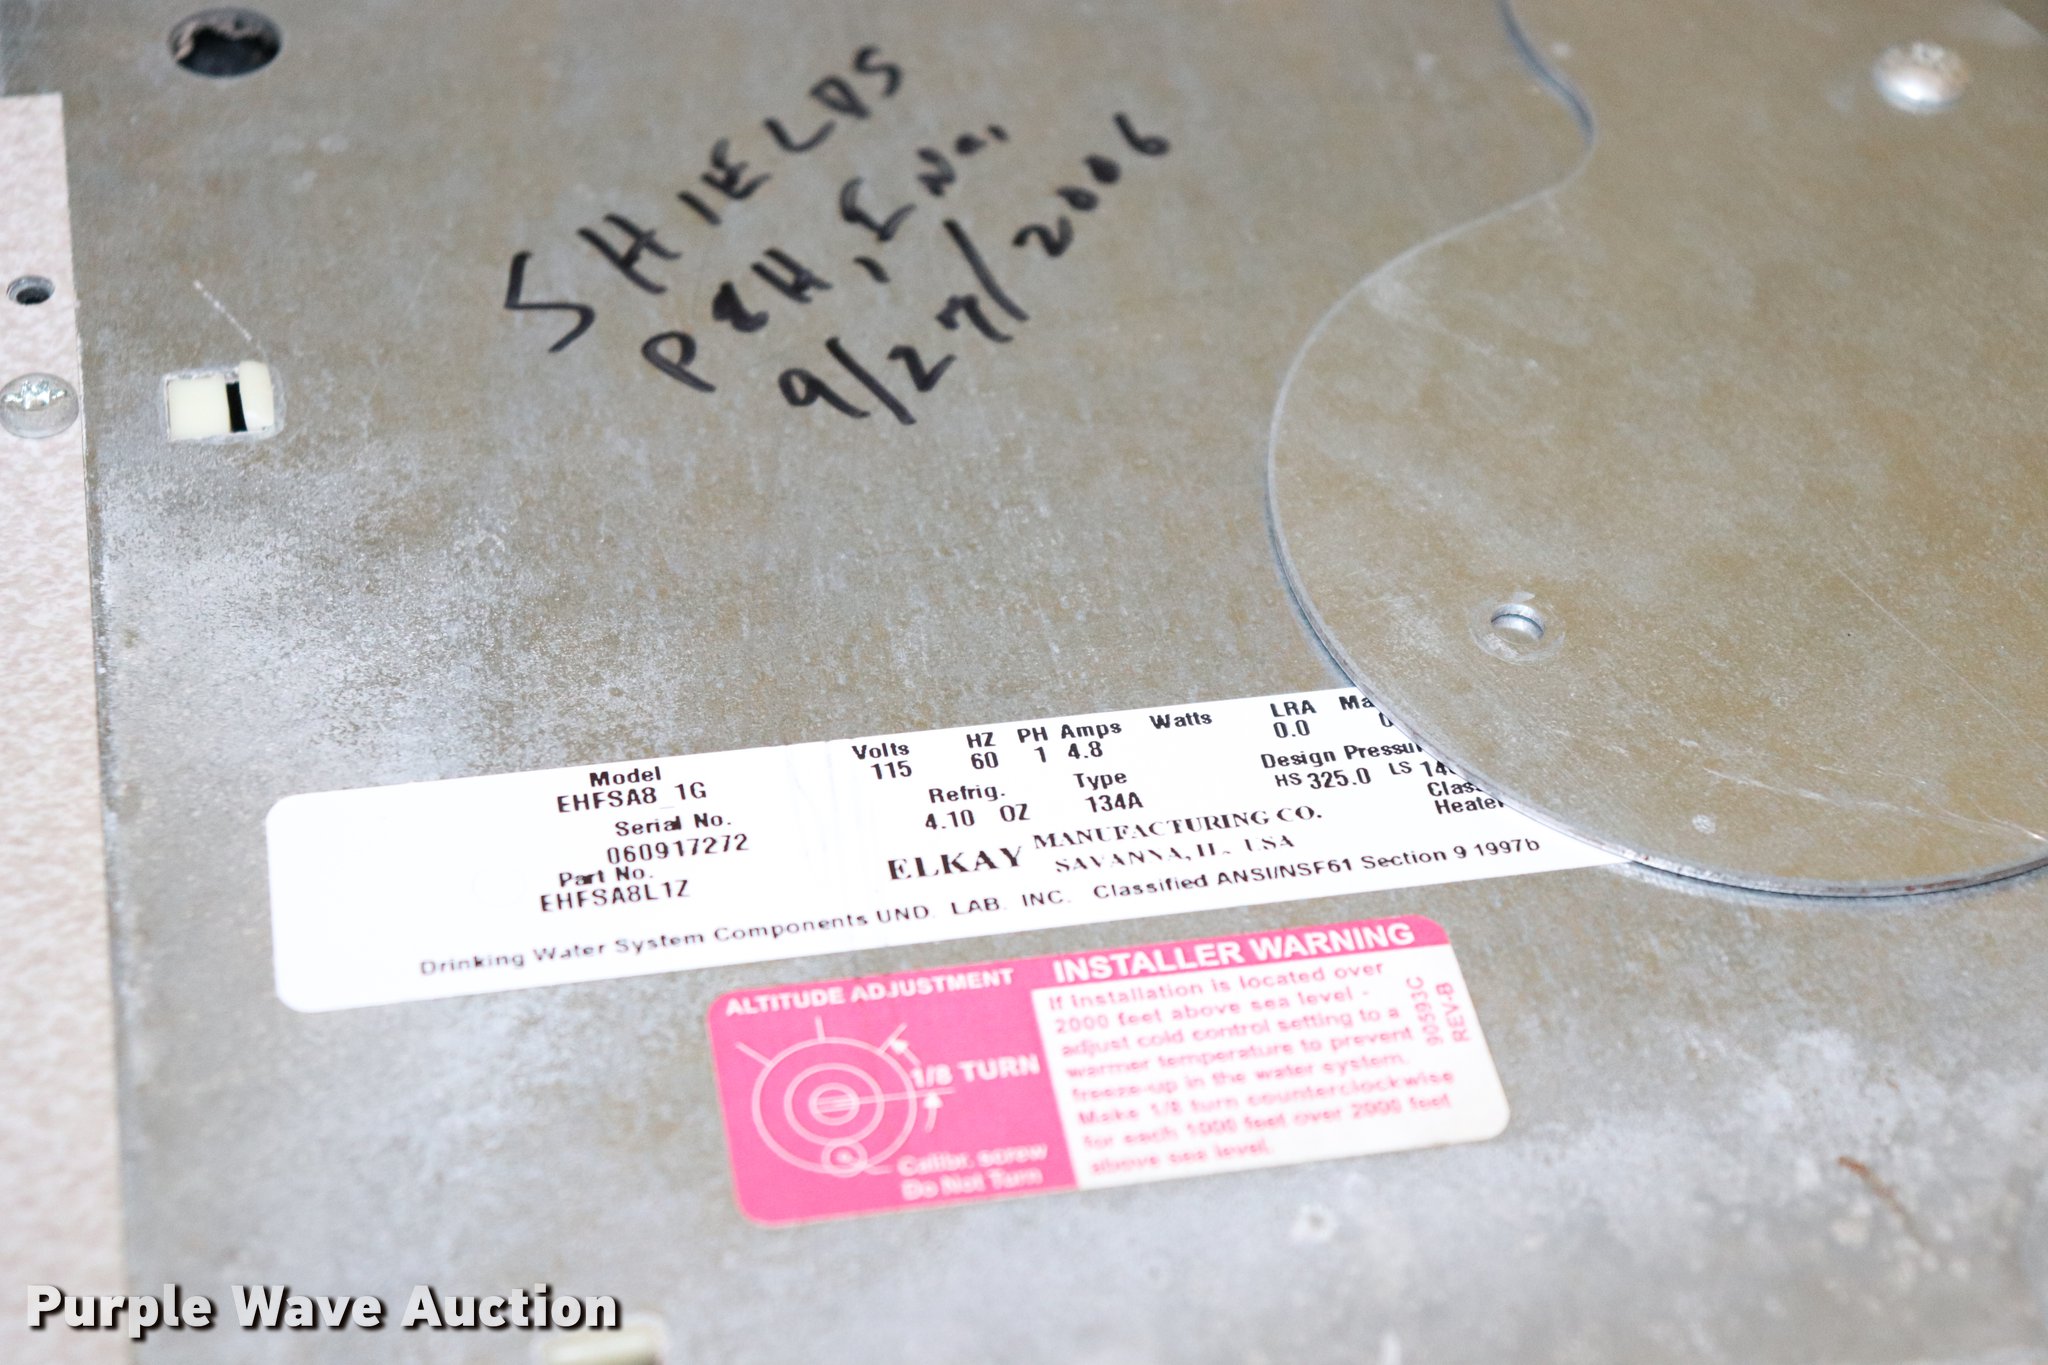 SHIELDS
P&H, INC.
9/27/2006
Model
EHFSA8_1G
Serial No.
060917272
Part No.
EHFSA8L1Z
Volts HZ PH Amps Watts LRA
115 60 1 4.8 0.0
Refrig. Type Design
4.10 OZ 134A HS 325.0 LS
Heater
ELKAY MANUFACTURING CO.
SAVANNA, IL, USA
Drinking Water System Components UND. LAB. INC. Classified ANSI/NSF61 Section 9 1997b
ALTITUDE ADJUSTMENT
1/8 TURN
Calibr. screw
Do Not Turn
INSTALLER WARNING
If Installation is located over
2000 feet above sea level -
adjust cold control setting to a
warmer temperature to prevent
freeze-up in the water system.
Make 1/8 turn counterclockwise
for each 1000 feet over 2000 feet
above sea level.
90593C
REV-B
Purple Wave Auction